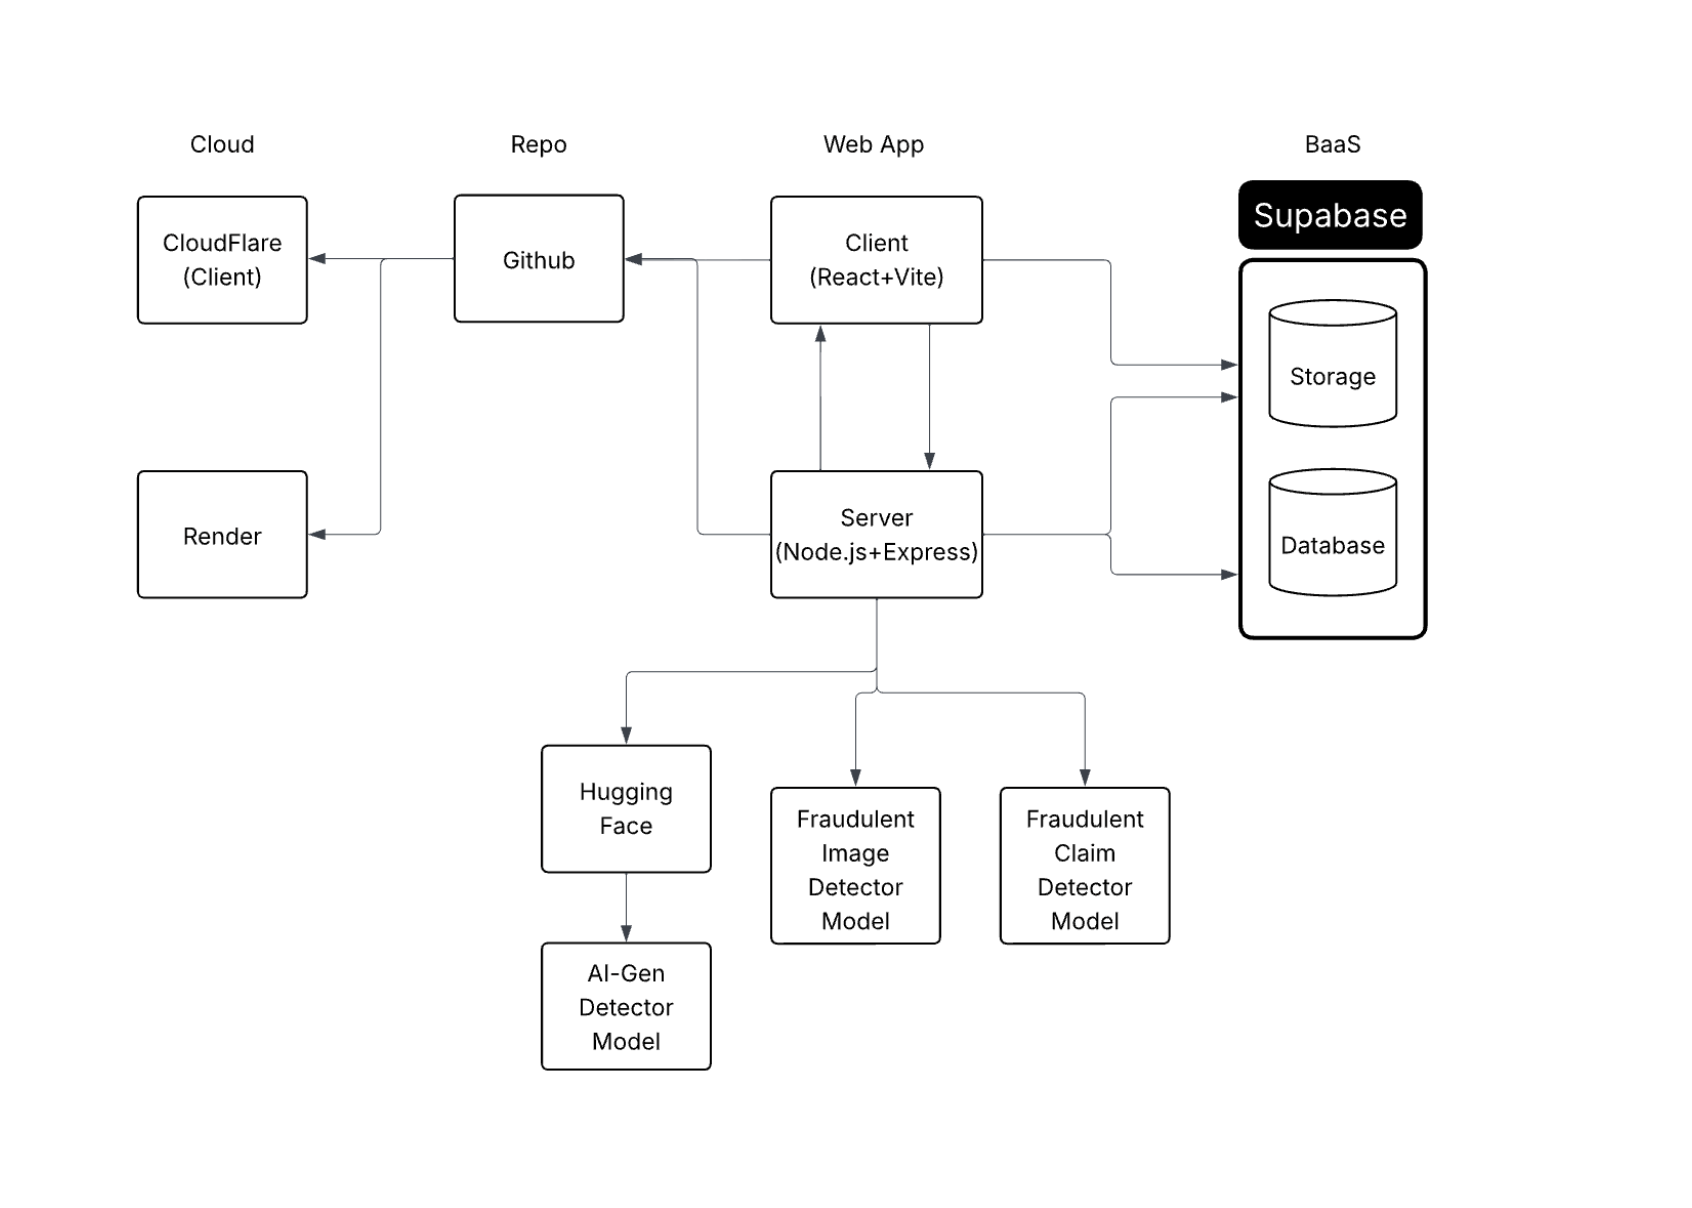 Cloud
Repo
Web App
BaaS
Supabase
CloudFlare
(Client)
Github
Client
(React+Vite)
Storage
Render
Server
(Node.js+Express)
Database
Hugging
Face
Fraudulent
Image
Detector
Model
Fraudulent
Claim
Detector
Model
AI-Gen
Detector
Model